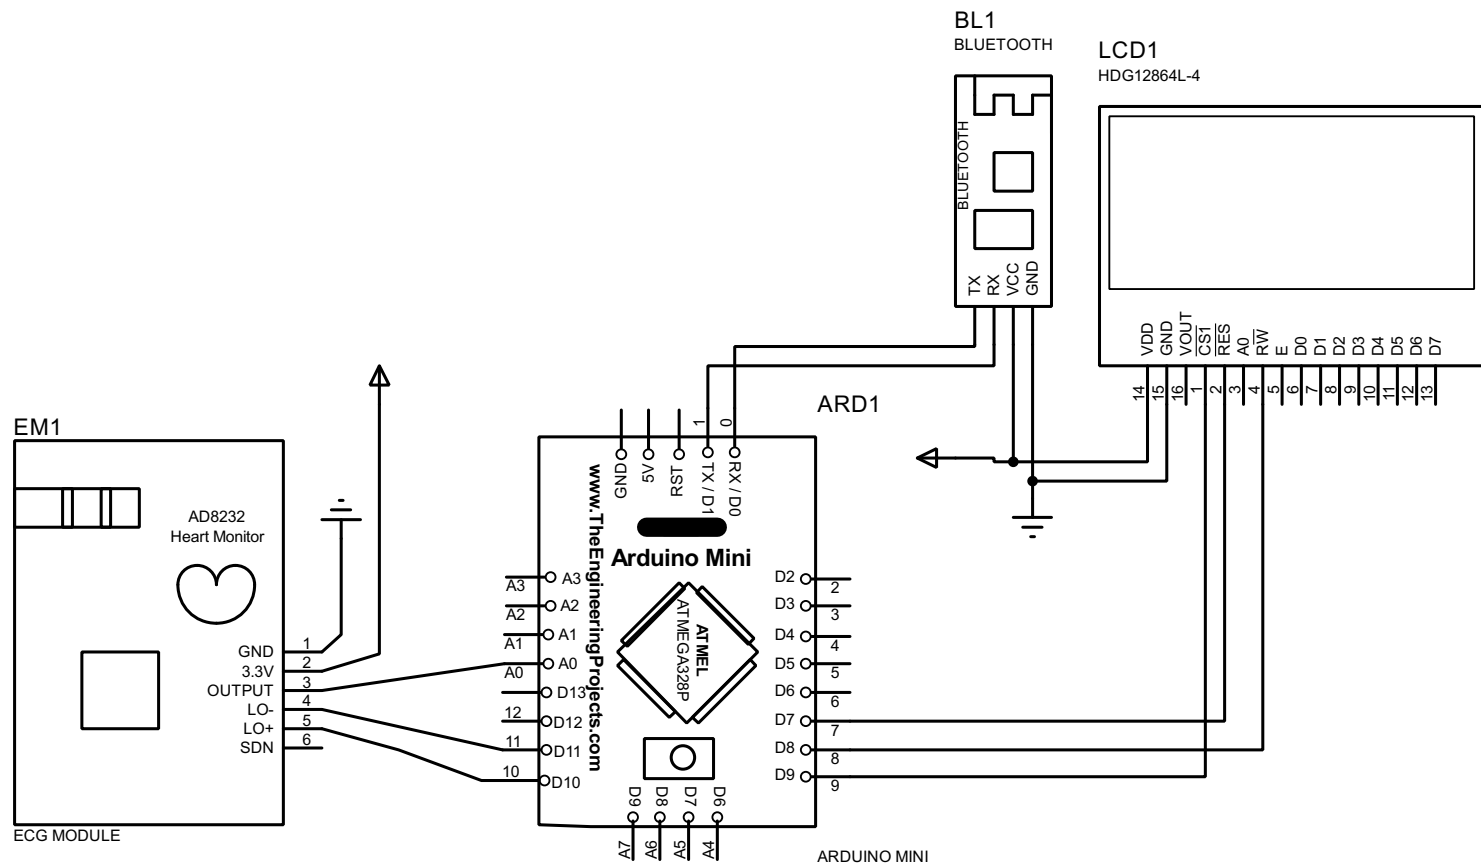 BL1
BLUETOOTH
BLUETOOTH
TX
RX
VCC
GND
LCD1
HDG12864L-4
VDD
GND
VOUT
CS1
RES
A0
RW
E
D0
D1
D2
D3
D4
D5
D6
D7
14
15
16
1
2
3
4
5
6
7
8
9
10
11
12
13
EM1
AD8232
Heart Monitor
GND 1
3.3V 2
OUTPUT 3
LO- 4
LO+ 5
SDN 6
ECG MODULE
ARD1
1
0
GND
5V
RST
TX / D1
RX / D0
www.TheEngineeringProjects.com
Arduino Mini
ATMEL
ATMEGA328P
A3 A3
A2 A2
A1 A1
A0 A0
D13
12 D12
11 D11
10 D10
D2 2
D3 3
D4 4
D5 5
D6 6
D7 7
D8 8
D9 9
D9
D8
D7
D6
A7
A6
A5
A4
ARDUINO MINI